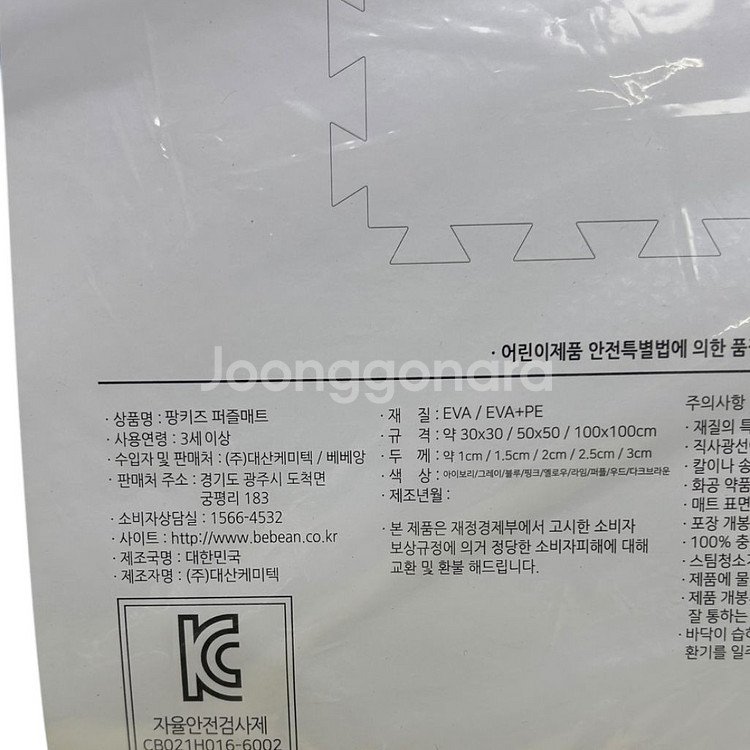 · 어린이제품 안전특별법에 의한 품
Joonggonara
· 상품명 : 팡키즈 퍼즐매트
· 사용연령 : 3세 이상
· 수입자 및 판매처 : (주)대산케미텍 / 베베앙
· 판매처 주소 : 경기도 광주시 도척면
궁평리 183
· 소비자상담실 : 1566-4532
· 사이트 : http://www.bebean.co.kr
· 제조국명 : 대한민국
· 제조자명 : (주)대산케미텍
· 재 질 : EVA / EVA+PE
· 규 격 : 약 30x30 / 50x50 / 100x100cm
· 두 께 : 약 1cm / 1.5cm / 2cm / 2.5cm / 3cm
· 색 상 : 아이보리/그레이/블루/핑크/옐로우/라임/퍼플/우드/다크브라운
· 제조년월 :
· 본 제품은 재정경제부에서 고시한 소비자
보상규정에 의거 정당한 소비자피해에 대해
교환 및 환불 해드립니다.
주의사항
· 재질의 특
· 직사광선
· 칼이나 송
· 화공 약품
· 매트 표면
· 포장 개봉
· 100% 충
· 스팀청소
· 제품에 물
· 제품 개봉
잘 통하는
· 바닥이 습
환기를 일
KC
자율안전검사제
CB021H016-6002